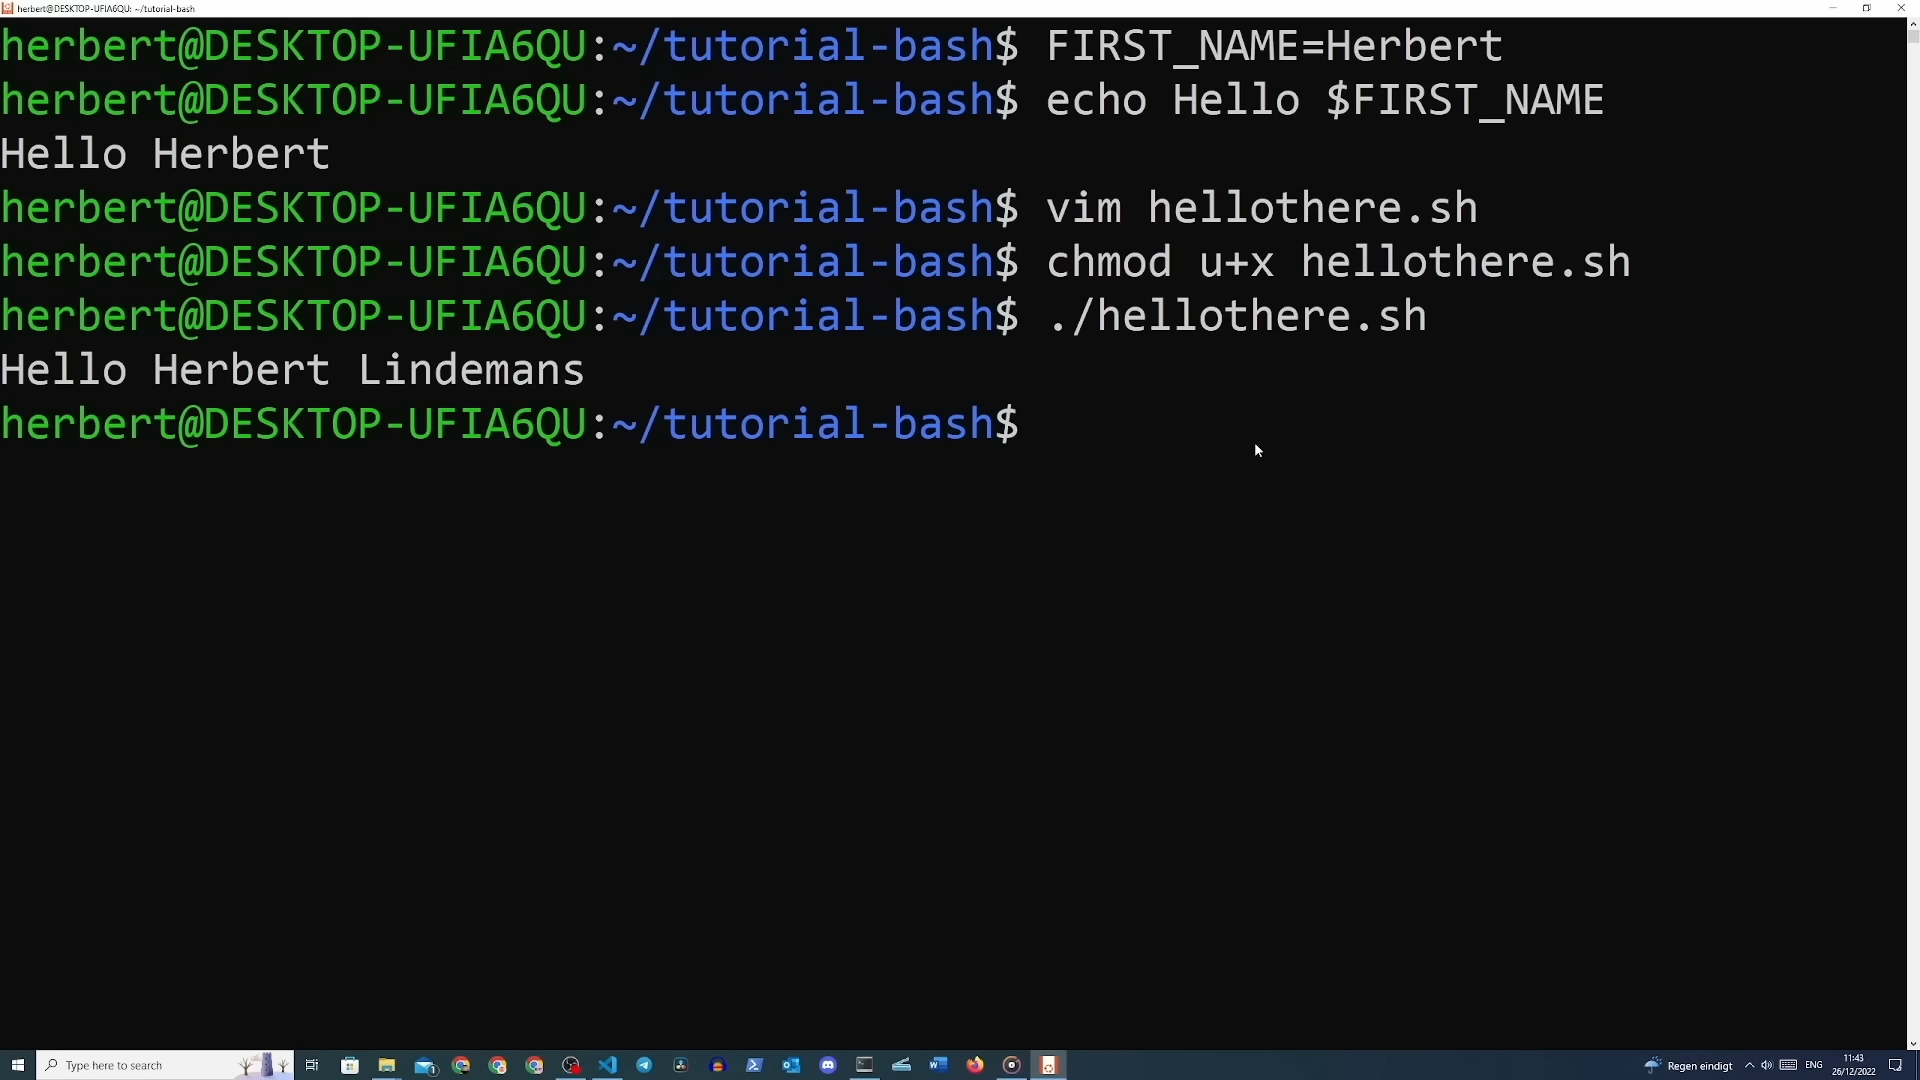 herbert@DESKTOP-UFIA6QU: ~/tutorial-bash
herbert@DESKTOP-UFIA6QU:~/tutorial-bash$ FIRST_NAME=Herbert
herbert@DESKTOP-UFIA6QU:~/tutorial-bash$ echo Hello $FIRST_NAME
Hello Herbert
herbert@DESKTOP-UFIA6QU:~/tutorial-bash$ vim hellothere.sh
herbert@DESKTOP-UFIA6QU:~/tutorial-bash$ chmod u+x hellothere.sh
herbert@DESKTOP-UFIA6QU:~/tutorial-bash$ ./hellothere.sh
Hello Herbert Lindemans
herbert@DESKTOP-UFIA6QU:~/tutorial-bash$
Type here to search
1
Regen eindigt
ENG
11:43
26/12/2022